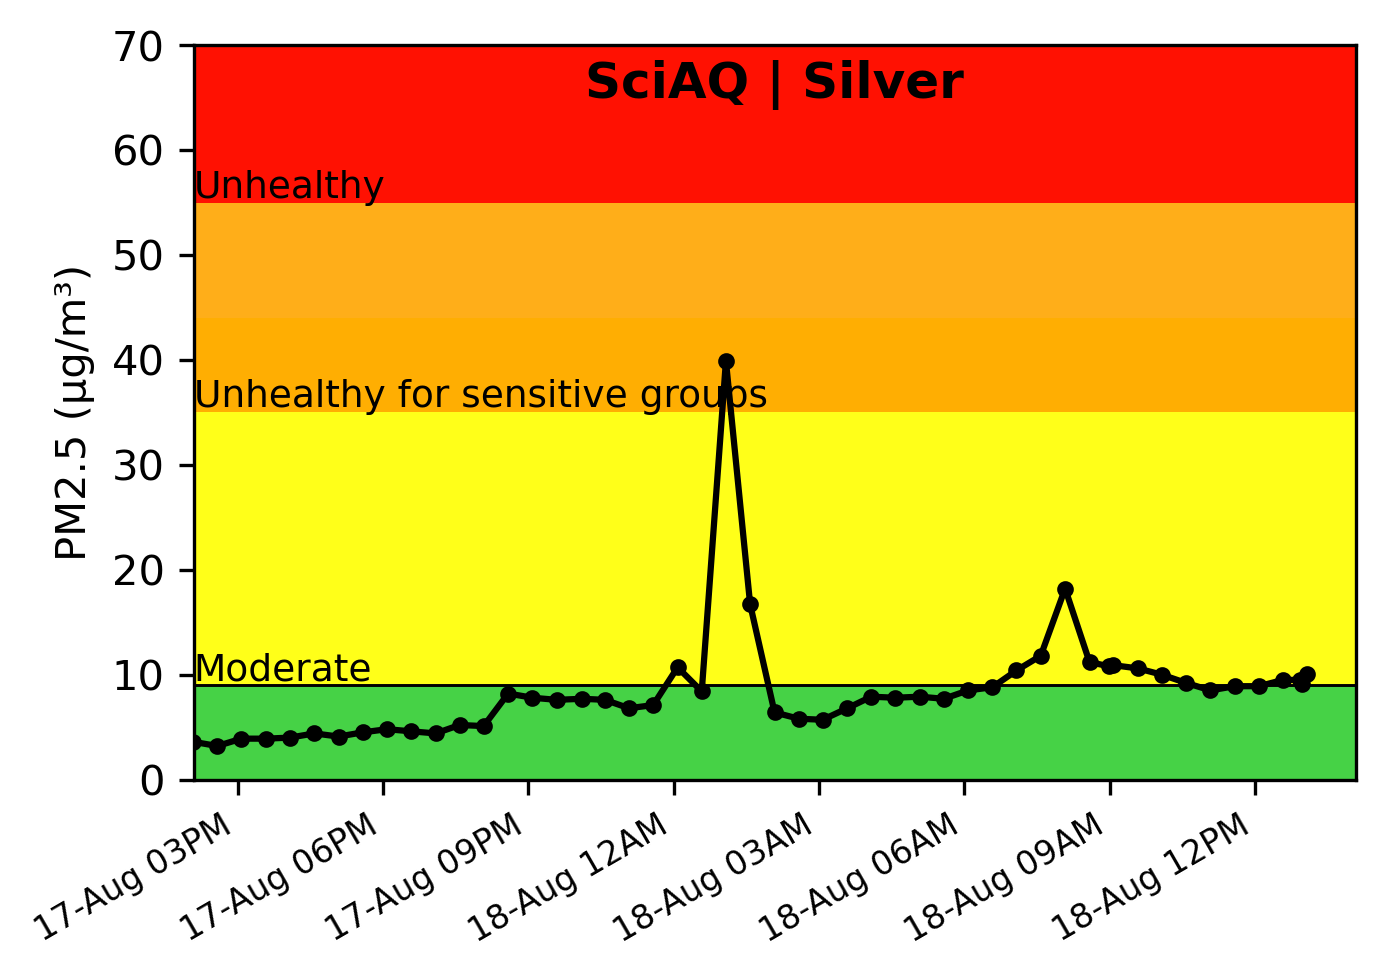 SciAQ | Silver
70
60
50
40
30
20
10
0
PM2.5 (µg/m³)
Unhealthy
Unhealthy for sensitive groups
Moderate
17-Aug 03PM
17-Aug 06PM
17-Aug 09PM
18-Aug 12AM
18-Aug 03AM
18-Aug 06AM
18-Aug 09AM
18-Aug 12PM